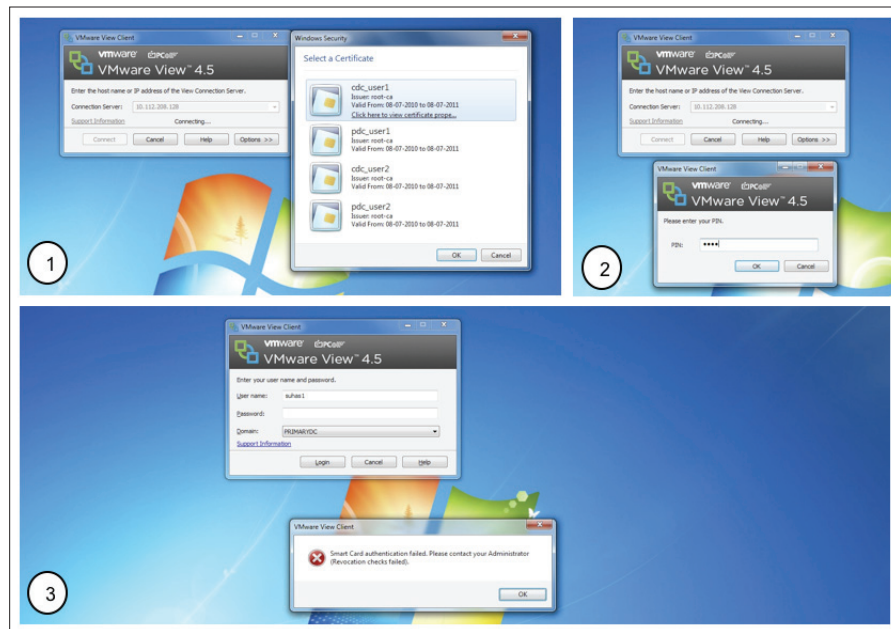 VMware View Client
vmware PCoIP
VMware View™ 4.5
Enter the host name or IP address of the View Connection Server.
Connection Server: 10.112.208.128
Support Information Connecting...
Connect Cancel Help Options >>
Windows Security
Select a Certificate
cdc_user1
Issuer: root-ca
Valid From: 08-07-2010 to 08-07-2011
Click here to view certificate prope...
pdc_user1
Issuer: root-ca
Valid From: 08-07-2010 to 08-07-2011
cdc_user2
Issuer: root-ca
Valid From: 08-07-2010 to 08-07-2011
pdc_user2
Issuer: root-ca
Valid From: 08-07-2010 to 08-07-2011
OK Cancel
1
VMware View Client
vmware PCoIP
VMware View™ 4.5
Enter the host name or IP address of the View Connection Server.
Connection Server: 10.112.208.128
Support Information Connecting...
Connect Cancel Help Options >>
VMware View Client
vmware PCoIP
VMware View™ 4.5
Please enter your PIN.
PIN: ••••
OK Cancel
2
VMware View Client
vmware PCoIP
VMware View™ 4.5
Enter your user name and password.
User name: suhas1
Password:
Domain: PRIMARYDC
Support Information
Login Cancel Help
VMware View Client
Smart Card authentication failed. Please contact your Administrator
(Revocation checks failed).
OK
3